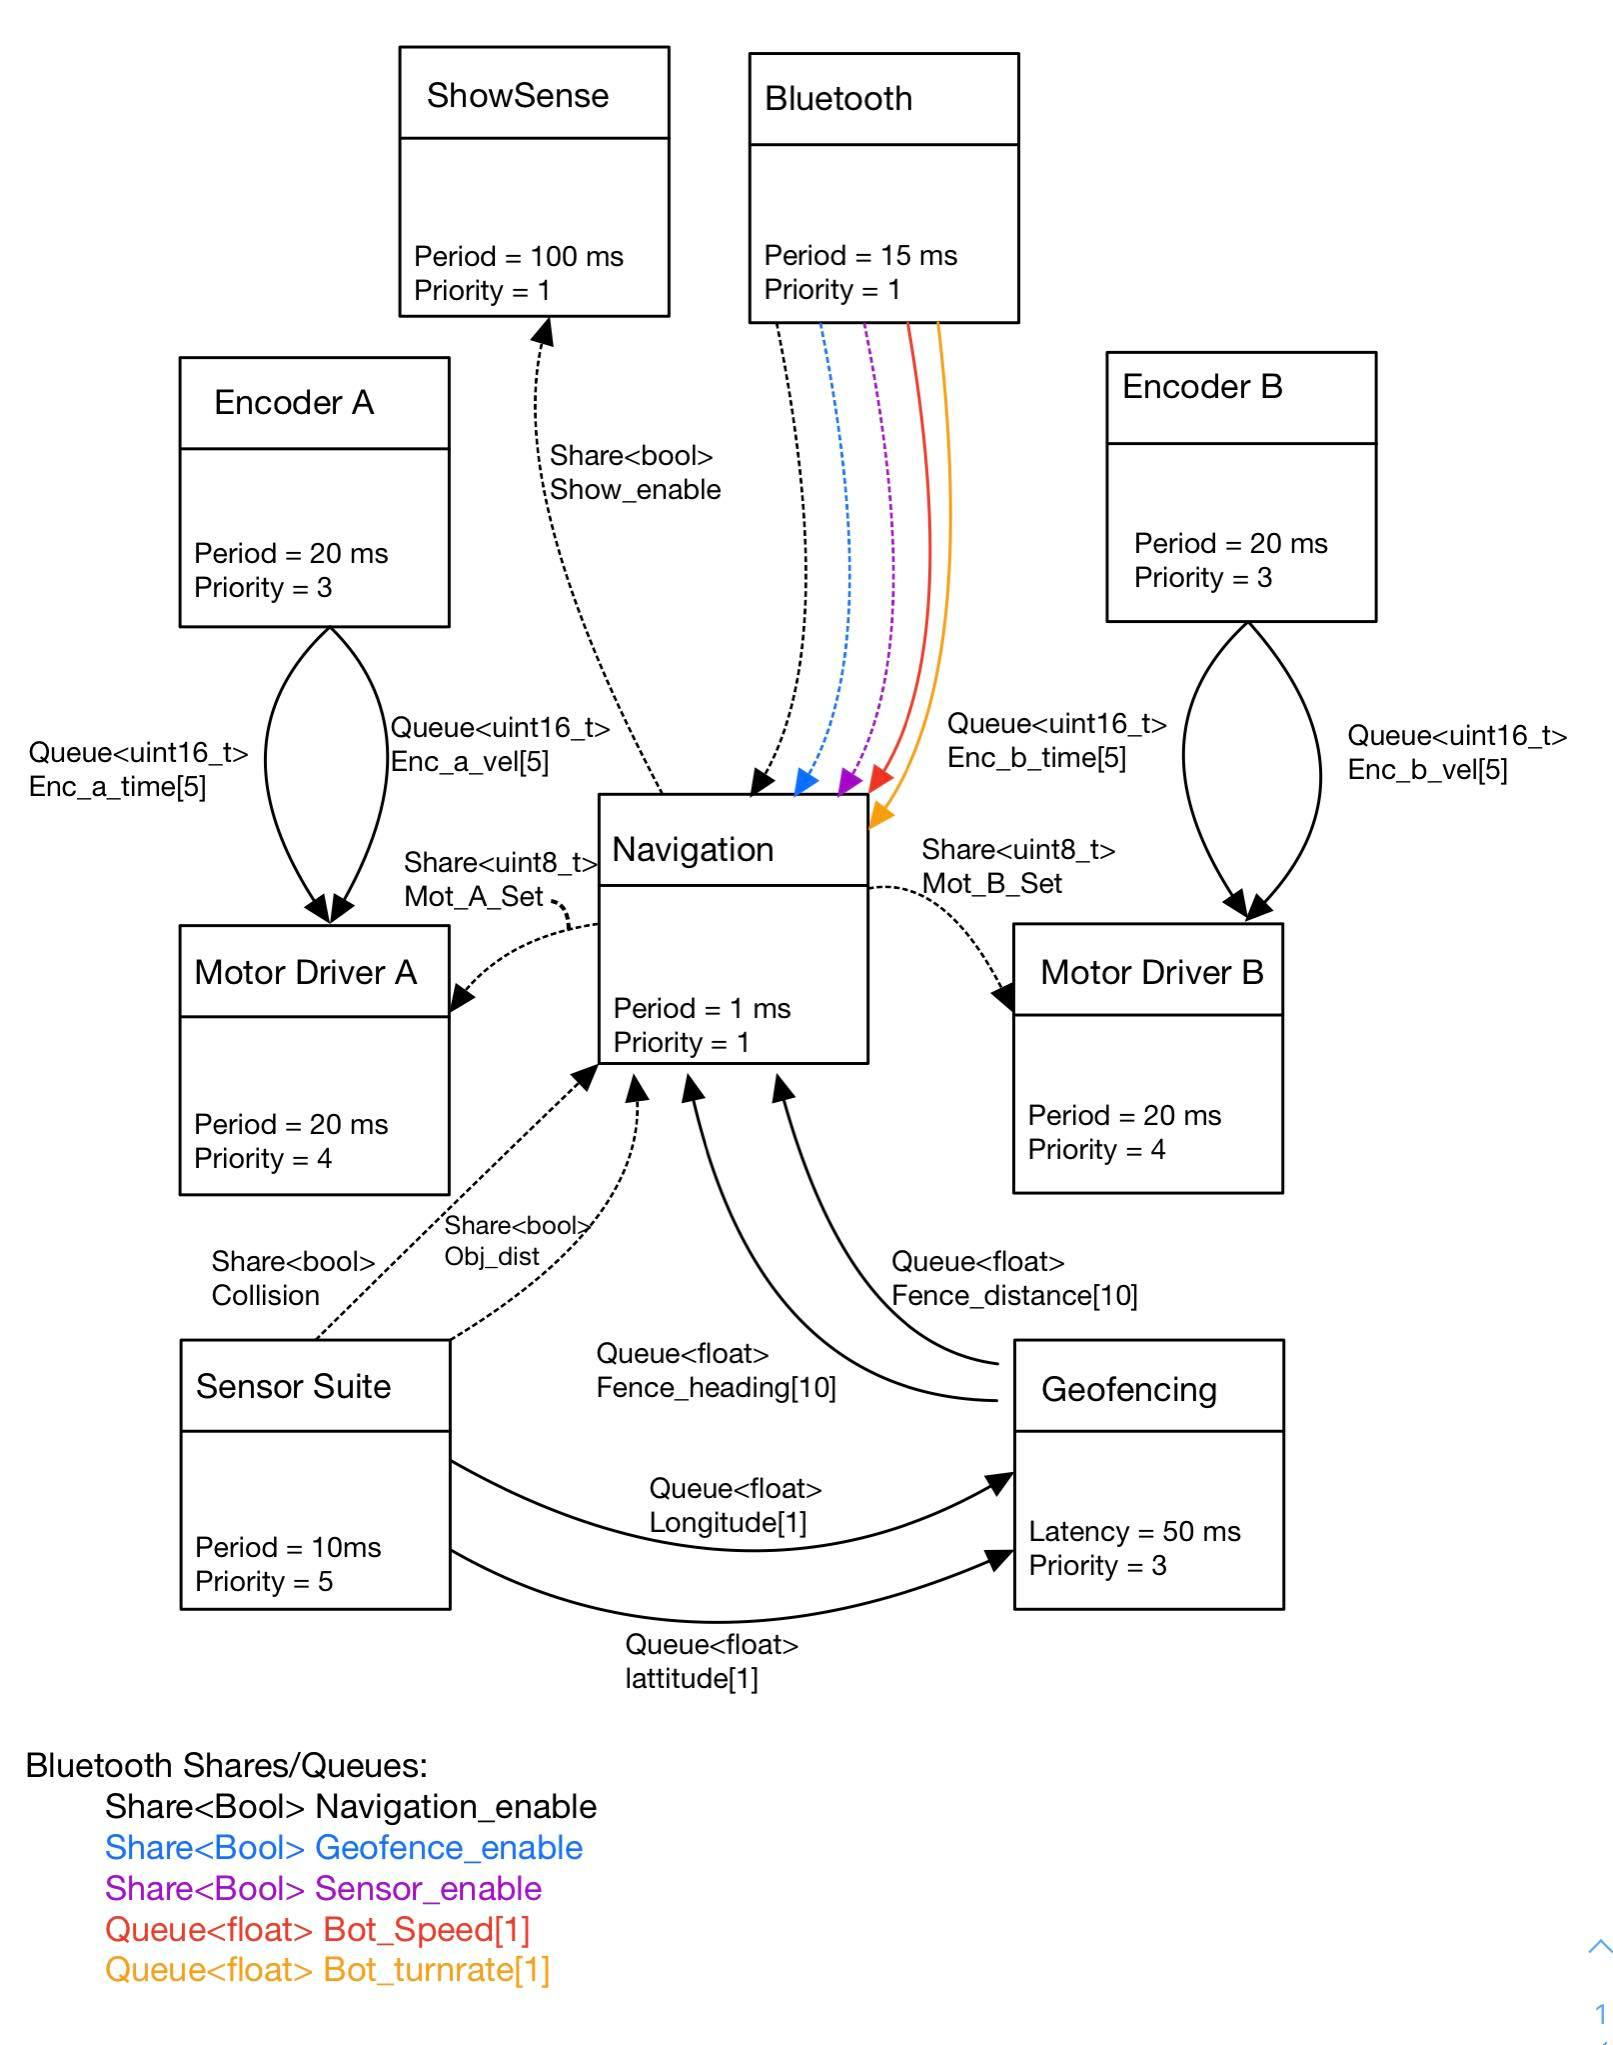 ShowSense
Period = 100 ms
Priority = 1
Bluetooth
Period = 15 ms
Priority = 1
Encoder A
Period = 20 ms
Priority = 3
Encoder B
Period = 20 ms
Priority = 3
Share<bool>
Show_enable
Queue<uint16_t>
Enc_a_time[5]
Queue<uint16_t>
Enc_a_vel[5]
Queue<uint16_t>
Enc_b_time[5]
Queue<uint16_t>
Enc_b_vel[5]
Share<uint8_t>
Mot_A_Set
Navigation
Period = 1 ms
Priority = 1
Share<uint8_t>
Mot_B_Set
Motor Driver A
Period = 20 ms
Priority = 4
Motor Driver B
Period = 20 ms
Priority = 4
Share<bool>
Collision
Share<bool>
Obj_dist
Queue<float>
Fence_distance[10]
Queue<float>
Fence_heading[10]
Sensor Suite
Period = 10ms
Priority = 5
Geofencing
Latency = 50 ms
Priority = 3
Queue<float>
Longitude[1]
Queue<float>
lattitude[1]
Bluetooth Shares/Queues:
Share<Bool> Navigation_enable
Share<Bool> Geofence_enable
Share<Bool> Sensor_enable
Queue<float> Bot_Speed[1]
Queue<float> Bot_turnrate[1]
1